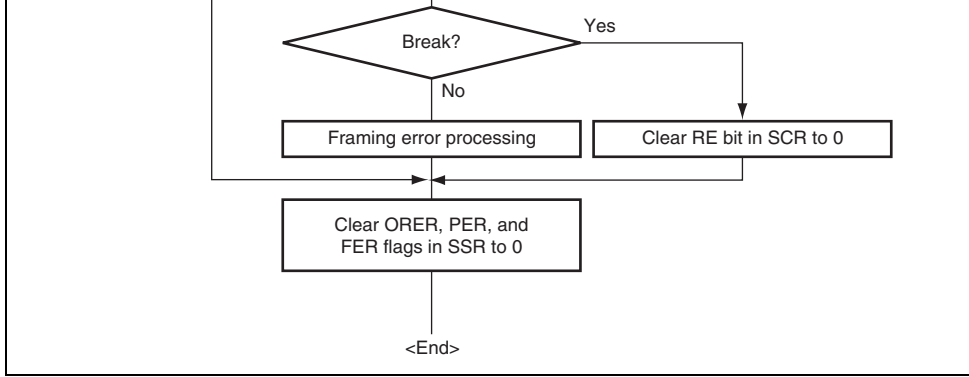 Break?
Yes
No
Framing error processing
Clear RE bit in SCR to 0
Clear ORER, PER, and
FER flags in SSR to 0
<End>